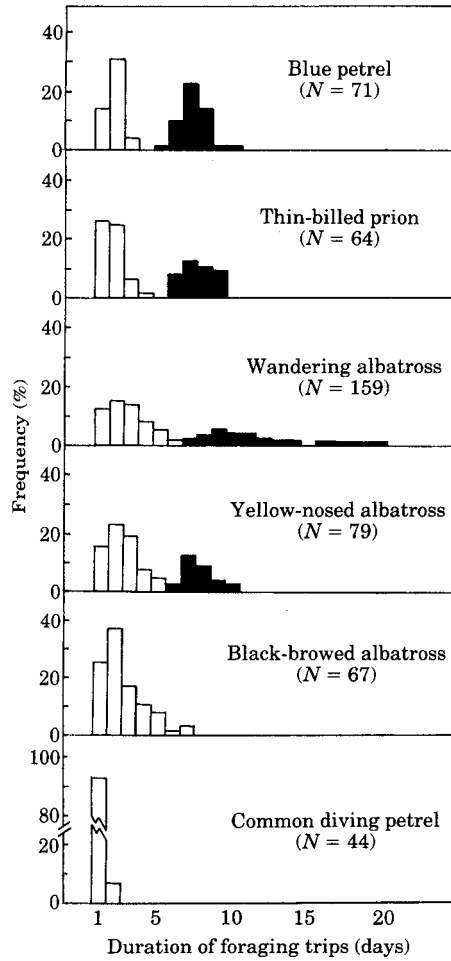 40
20
0
Blue petrel
(N = 71)
40
20
0
Thin-billed prion
(N = 64)
40
20
0
Wandering albatross
(N = 159)
40
20
0
Yellow-nosed albatross
(N = 79)
40
20
0
Black-browed albatross
(N = 67)
100
80
20
0
Common diving petrel
(N = 44)
Frequency (%)
1 5 10 15 20
Duration of foraging trips (days)